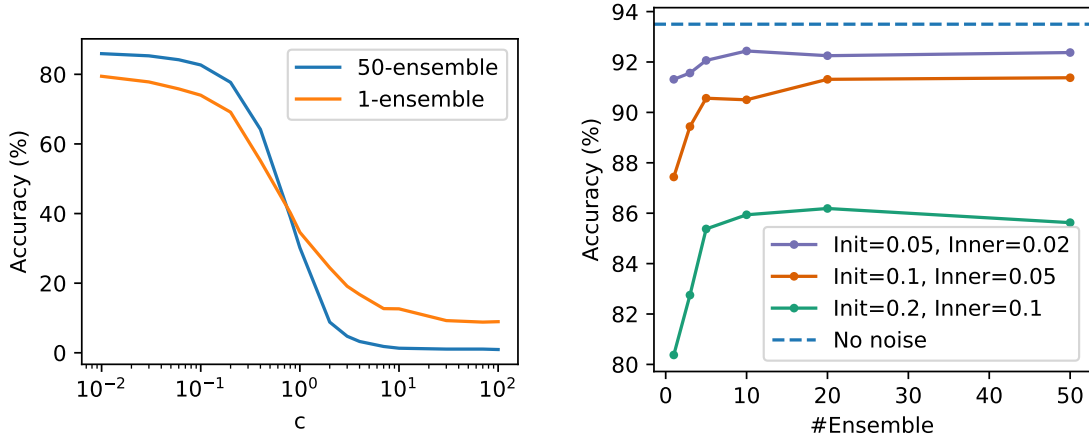 Accuracy (%)
80
60
40
20
0
10⁻²
10⁻¹
10⁰
10¹
10²
c
50-ensemble
1-ensemble
Accuracy (%)
94
92
90
88
86
84
82
80
0
10
20
30
40
50
#Ensemble
Init=0.05, Inner=0.02
Init=0.1, Inner=0.05
Init=0.2, Inner=0.1
No noise